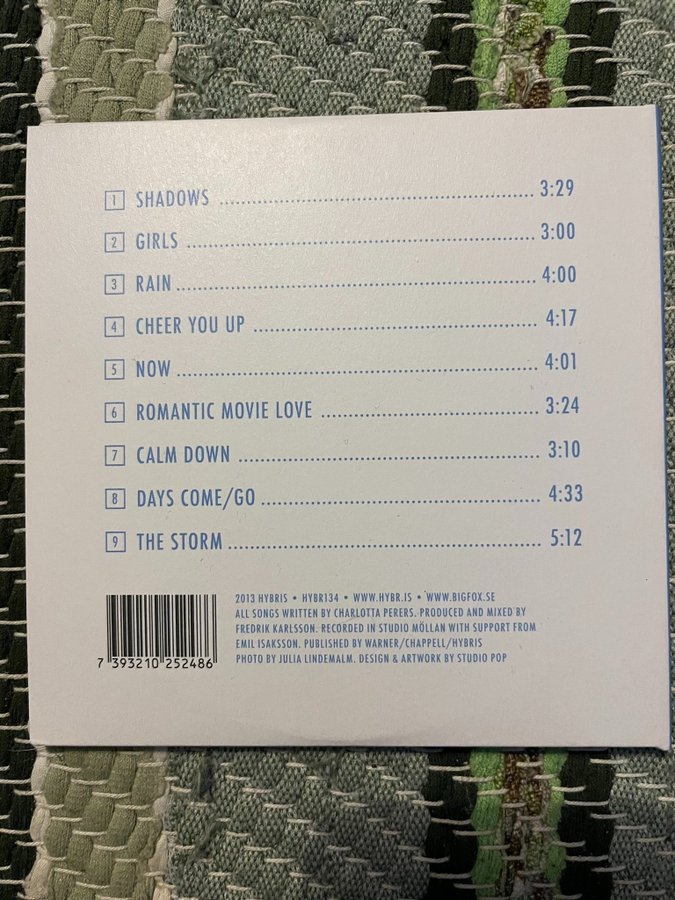 1 SHADOWS ........................................ 3:29
2 GIRLS ........................................ 3:00
3 RAIN ........................................ 4:00
4 CHEER YOU UP ........................................ 4:17
5 NOW ........................................ 4:01
6 ROMANTIC MOVIE LOVE ........................................ 3:24
7 CALM DOWN ........................................ 3:10
8 DAYS COME/GO ........................................ 4:33
9 THE STORM ........................................ 5:12
2013 HYBRIS • HYBR134 • WWW.HYBR.IS • WWW.BIGFOX.SE
ALL SONGS WRITTEN BY CHARLOTTA PERERS. PRODUCED AND MIXED BY
FREDRIK KARLSSON. RECORDED IN STUDIO MÖLLAN WITH SUPPORT FROM
EMIL ISAKSSON. PUBLISHED BY WARNER/CHAPPELL/HYBRIS
PHOTO BY JULIA LINDEMALM. DESIGN & ARTWORK BY STUDIO POP
7 393210 252486